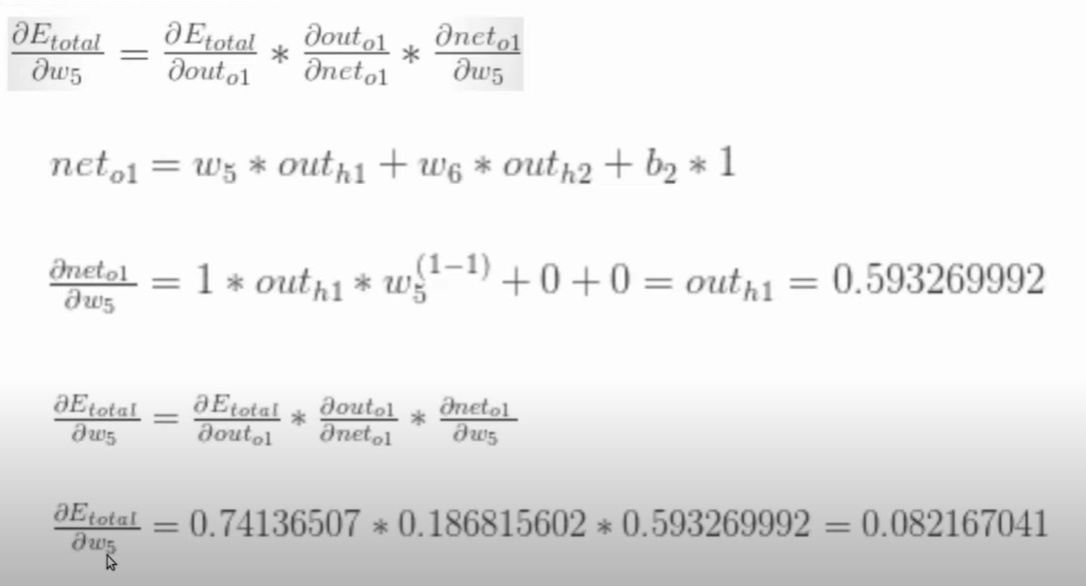 ∂E_total/∂w_5 = ∂E_total/∂out_o1 * ∂out_o1/∂net_o1 * ∂net_o1/∂w_5
net_o1 = w_5 * out_h1 + w_6 * out_h2 + b_2 * 1
∂net_o1/∂w_5 = 1 * out_h1 * w_5^(1−1) + 0 + 0 = out_h1 = 0.593269992
∂E_total/∂w_5 = ∂E_total/∂out_o1 * ∂out_o1/∂net_o1 * ∂net_o1/∂w_5
∂E_total/∂w_5 = 0.74136507 * 0.186815602 * 0.593269992 = 0.082167041